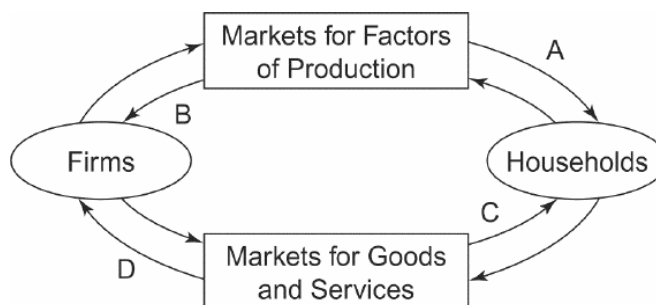 Markets for Factors
of Production
A
B
Firms
Households
C
D
Markets for Goods
and Services